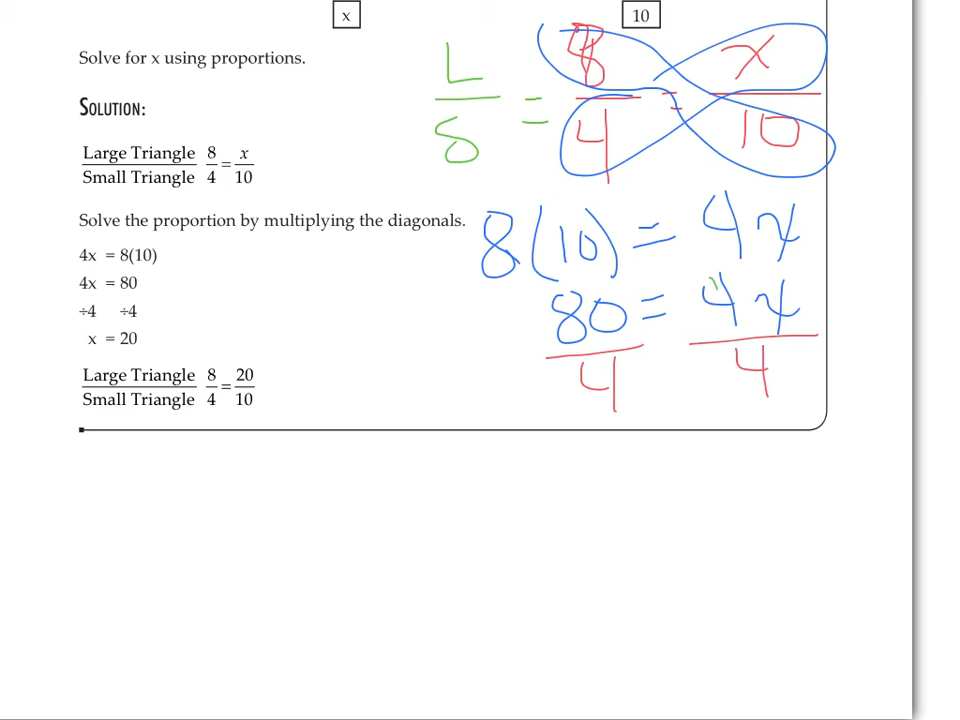 x 10
Solve for x using proportions.
SOLUTION:
Large Triangle 8 = x
Small Triangle 4 10
Solve the proportion by multiplying the diagonals.
4x = 8(10)
4x = 80
÷4 ÷4
x = 20
Large Triangle 8 = 20
Small Triangle 4 10
L = 8 = x
S 4 10
8(10) = 4x
80 = 4x
4 4